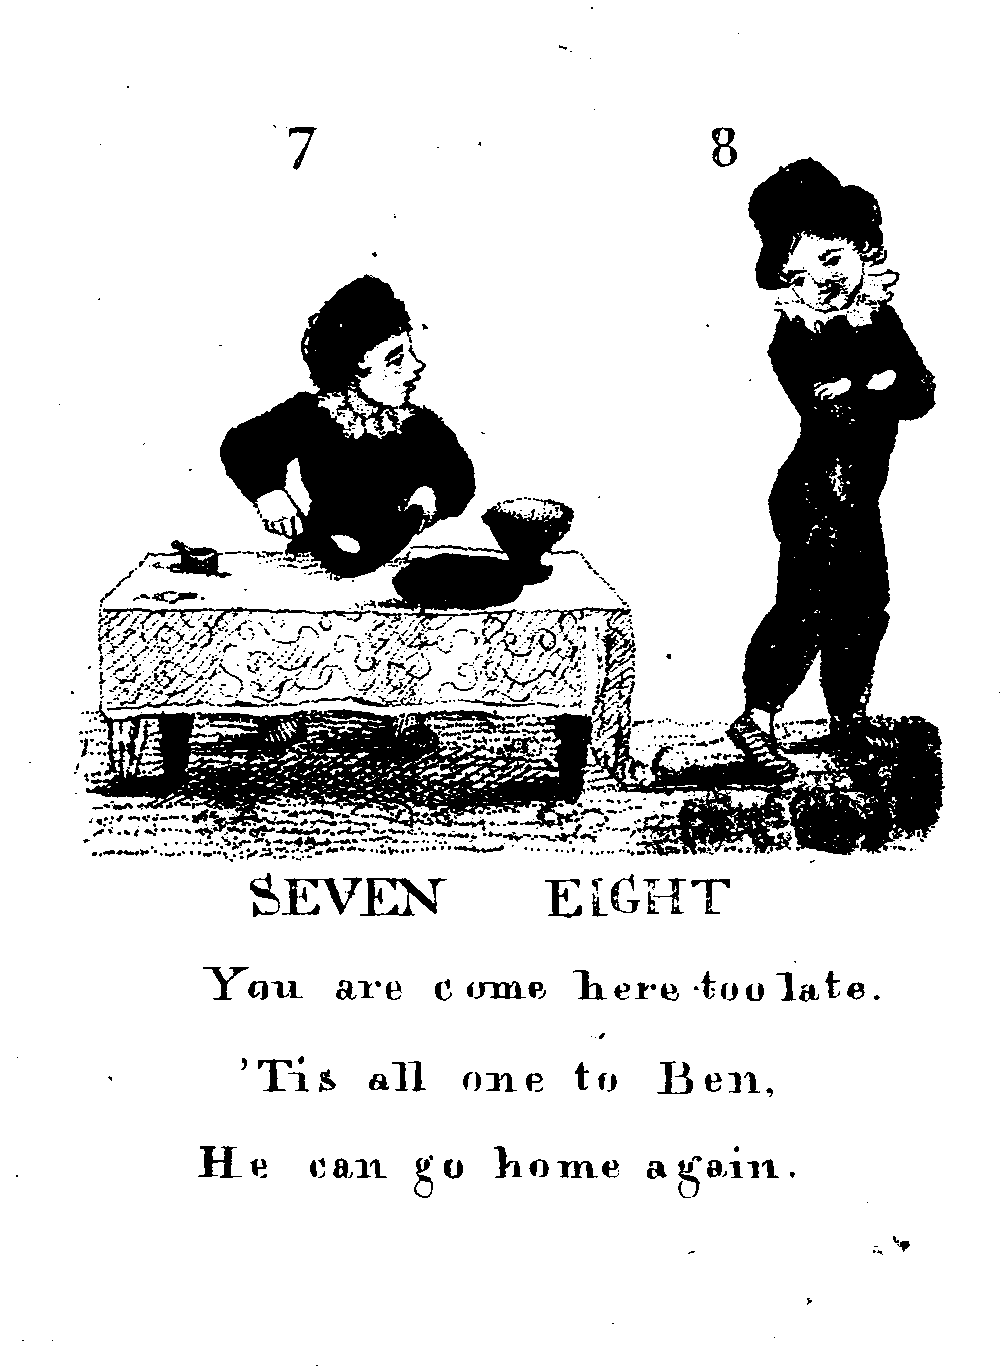 7 8
SEVEN EIGHT
You are come here too late.
'Tis all one to Ben,
He can go home again.